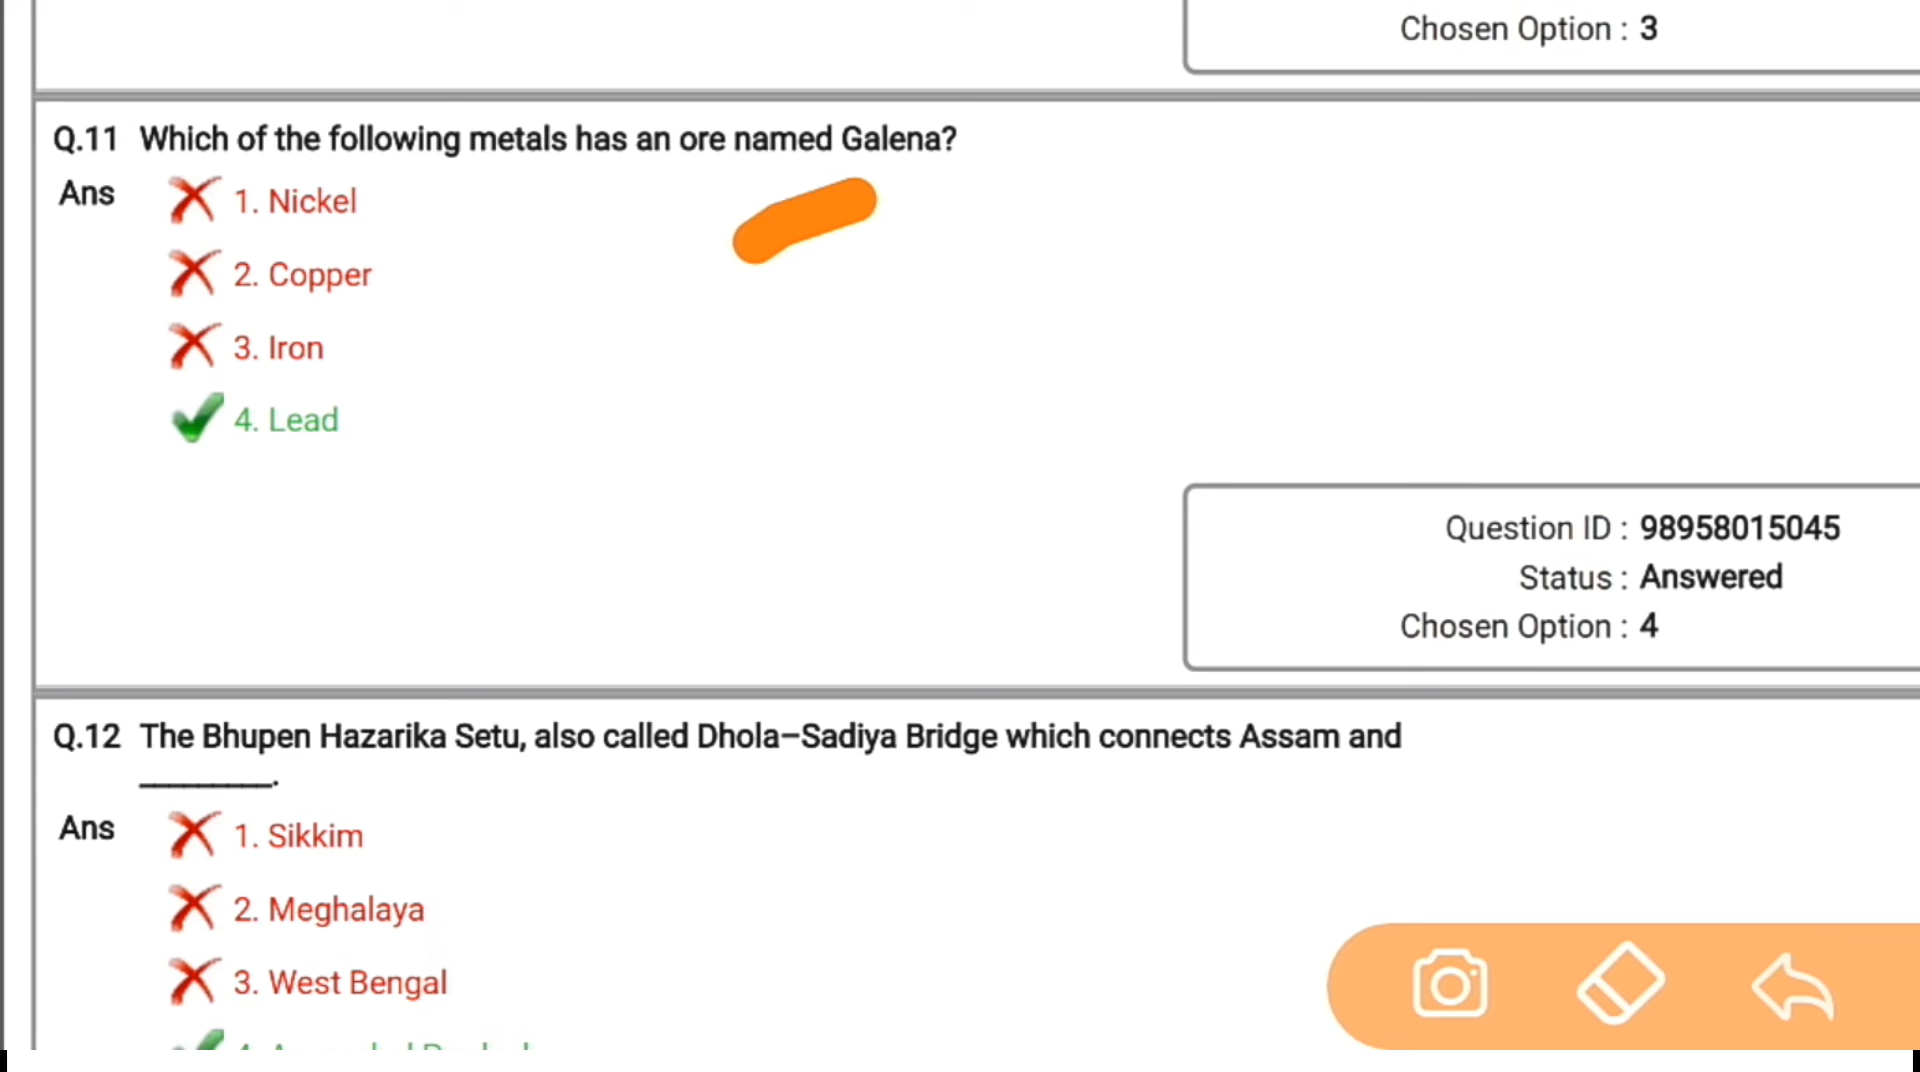 Chosen Option : 3
Q.11 Which of the following metals has an ore named Galena?
Ans 1. Nickel
2. Copper
3. Iron
4. Lead
Question ID : 98958015045
Status : Answered
Chosen Option : 4
Q.12 The Bhupen Hazarika Setu, also called Dhola–Sadiya Bridge which connects Assam and
_________.
Ans 1. Sikkim
2. Meghalaya
3. West Bengal